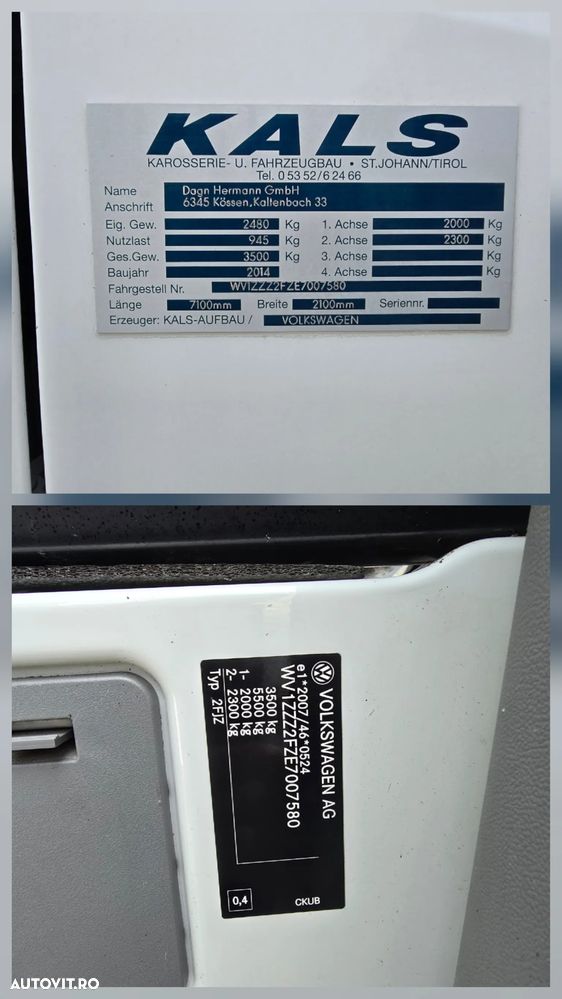 KALS
KAROSSERIE- U. FAHRZEUGBAU • ST.JOHANN/TIROL
Tel. 0 53 52/6 24 66
Name Dagn Hermann GmbH
Anschrift 6345 Kössen,Kaltenbach 33
Eig. Gew. 2480 Kg 1. Achse 2000 Kg
Nutzlast 945 Kg 2. Achse 2300 Kg
Ges.Gew. 3500 Kg 3. Achse Kg
Baujahr 2014 4. Achse Kg
Fahrgestell Nr. WV1ZZZ2FZE7007580
Länge 7100mm Breite 2100mm Seriennr.
Erzeuger: KALS-AUFBAU / VOLKSWAGEN
VOLKSWAGEN AG
e1*2007/46*0524
WV1ZZZ2FZE7007580
3500 kg
5500 kg
1- 2000 kg
2- 2300 kg
Typ 2FJZ
0,4
CKUB
AUTOVIT.RO